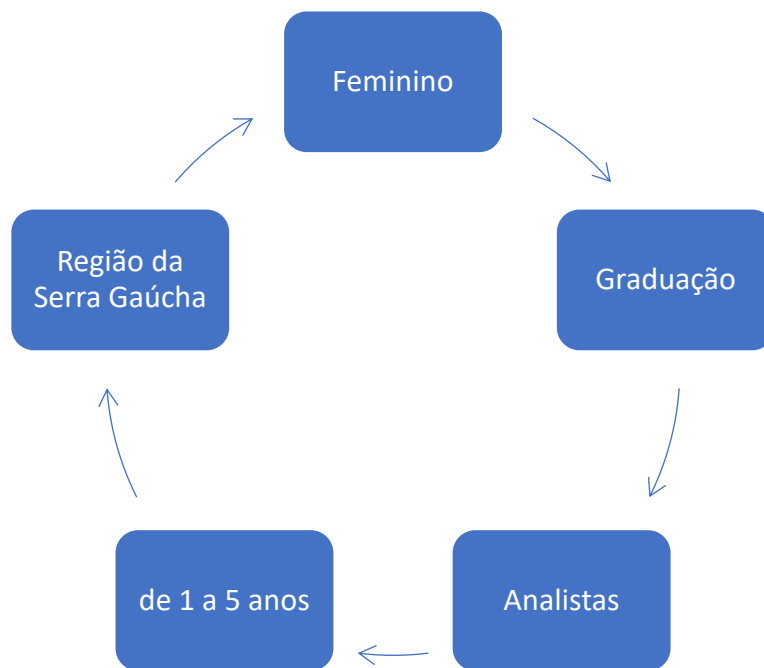 Feminino
Graduação
Analistas
de 1 a 5 anos
Região da
Serra Gaúcha